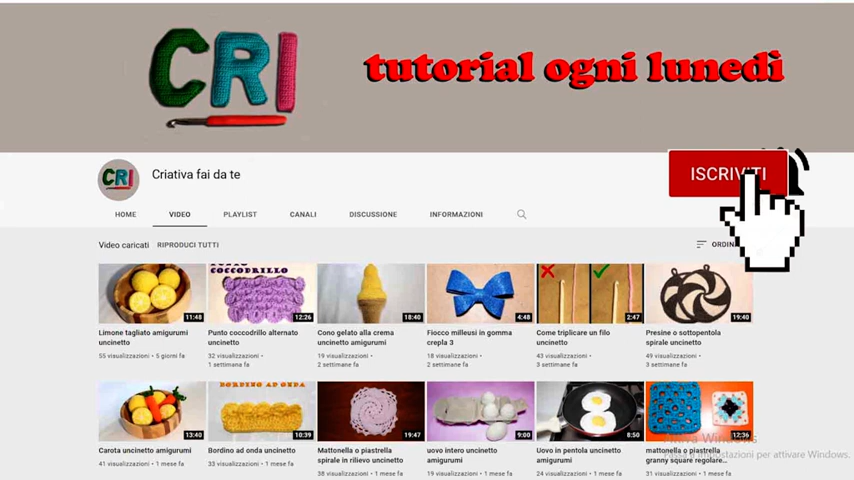 CRI
tutorial ogni lunedì
CRI
Criativa fai da te
ISCRIVITI
HOME
VIDEO
PLAYLIST
CANALI
DISCUSSIONE
INFORMAZIONI
Video caricati
RIPRODUCI TUTTI
ORDINA
11:48
PUNTO
COCCODRILLO
12:26
18:40
4:48
2:47
19:40
Limone tagliato amigurumi
uncinetto
55 visualizzazioni • 5 giorni fa
Punto coccodrillo alternato
uncinetto
32 visualizzazioni •
1 settimana fa
Cono gelato alla crema
uncinetto amigurumi
19 visualizzazioni •
2 settimane fa
Fiocco milleusi in gomma
crepla 3
18 visualizzazioni •
2 settimane fa
Come triplicare un filo
uncinetto
43 visualizzazioni •
3 settimane fa
Presine o sottopentola
spirale uncinetto
49 visualizzazioni •
3 settimane fa
13:40
BORDINO AD ONDA
10:39
19:47
9:00
8:50
12:36
Carota uncinetto amigurumi
41 visualizzazioni • 1 mese fa
Bordino ad onda uncinetto
33 visualizzazioni • 1 mese fa
Mattonella o piastrella
spirale in rilievo uncinetto
38 visualizzazioni • 1 mese fa
uovo intero uncinetto
amigurumi
19 visualizzazioni • 1 mese fa
Uovo in pentola uncinetto
amigurumi
24 visualizzazioni • 1 mese fa
mattonella o piastrella
granny square regolare...
31 visualizzazioni • 1 mese fa
Attiva Windows
Passa a Impostazioni per attivare Windows.